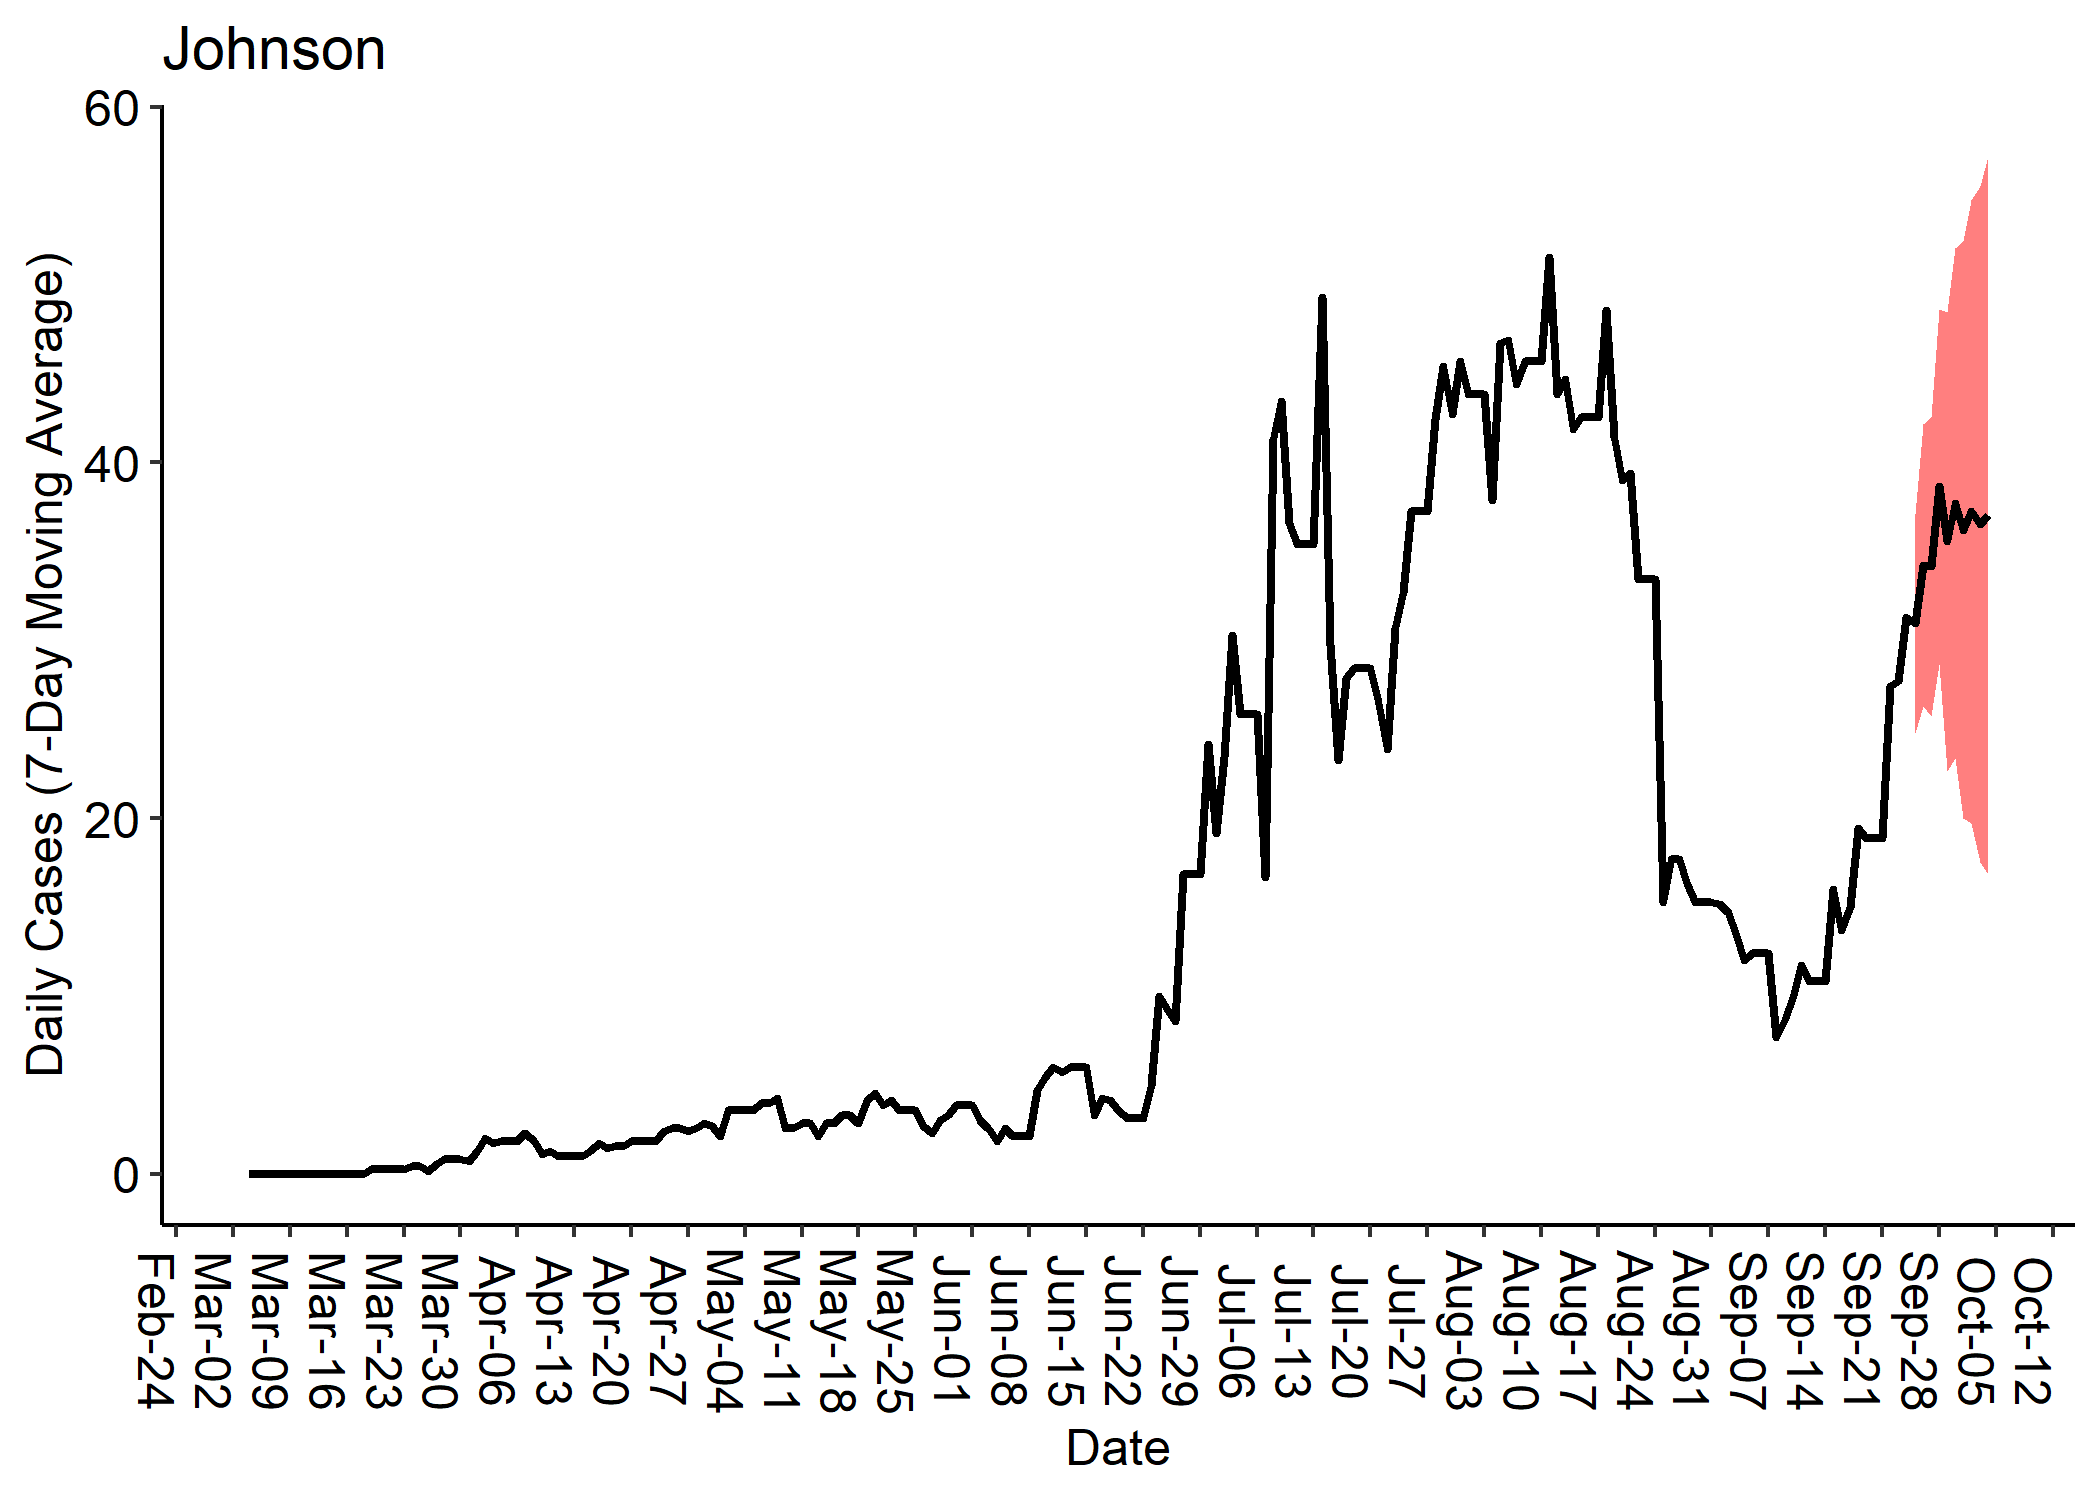 Johnson
60
40
20
0
Daily Cases (7-Day Moving Average)
Feb-24
Mar-02
Mar-09
Mar-16
Mar-23
Mar-30
Apr-06
Apr-13
Apr-20
Apr-27
May-04
May-11
May-18
May-25
Jun-01
Jun-08
Jun-15
Jun-22
Jun-29
Jul-06
Jul-13
Jul-20
Jul-27
Aug-03
Aug-10
Aug-17
Aug-24
Aug-31
Sep-07
Sep-14
Sep-21
Sep-28
Oct-05
Oct-12
Date